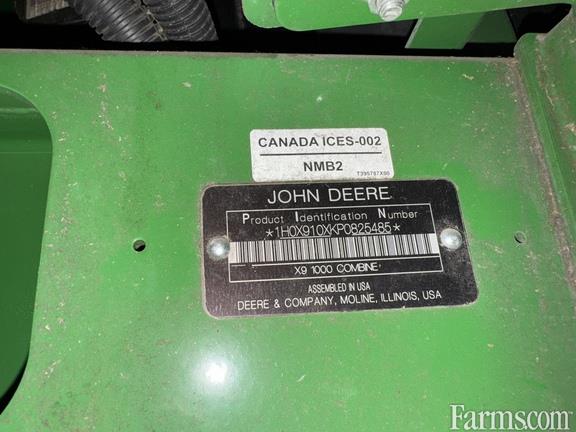 CANADA ICES-002
NMB2
T395787X00
JOHN DEERE
Product Identification Number
*1H0X910XKP0825485*
X9 1000 COMBINE
ASSEMBLED IN USA
DEERE & COMPANY, MOLINE, ILLINOIS, USA
Farms.com